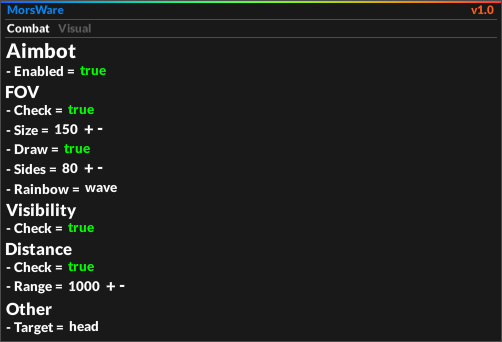 MorsWare v1.0
Combat Visual
Aimbot
- Enabled = true
FOV
- Check = true
- Size = 150 + -
- Draw = true
- Sides = 80 + -
- Rainbow = wave
Visibility
- Check = true
Distance
- Check = true
- Range = 1000 + -
Other
- Target = head